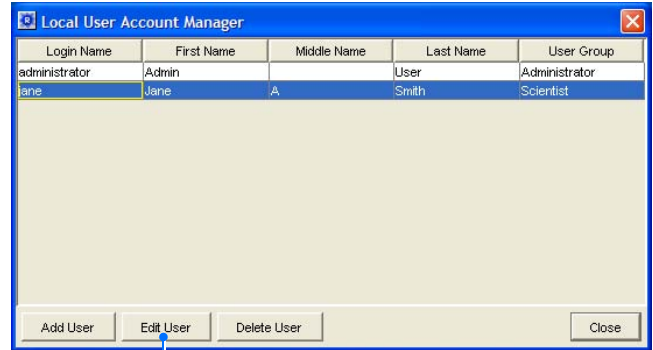 R Local User Account Manager
Login Name First Name Middle Name Last Name User Group
administrator Admin User Administrator
jane Jane A Smith Scientist
Add User Edit User Delete User Close